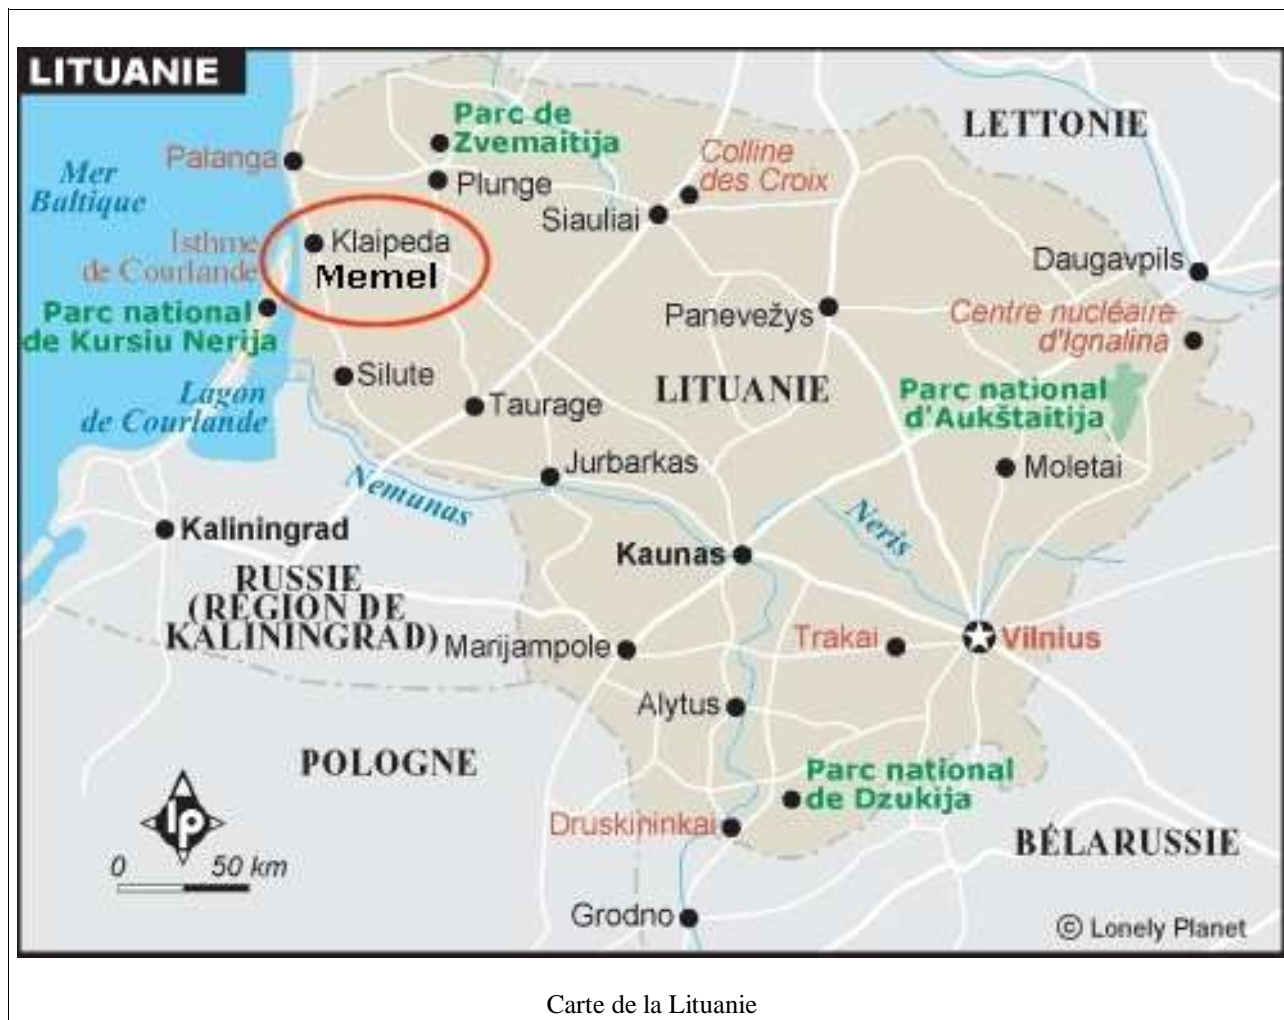 LITUANIE
LETTONIE
Parc de
Zvemaitija
Palanga
Colline
des Croix
Mer
Baltique
Plunge
Siauliai
Isthme
de Courlande
Klaipeda
Memel
Daugavpils
Parc national
de Kursiu Nerija
Panevežys
Centre nucléaire
d'Ignalina
Silute
LITUANIE
Parc national
d'Aukštaitija
Lagon
de Courlande
Taurage
Jurbarkas
Moletai
Nemunas
Neris
Kaliningrad
Kaunas
RUSSIE
(RÉGION DE
KALININGRAD)
Marijampole
Trakai
Vilnius
Alytus
POLOGNE
Parc national
de Dzukija
Druskininkai
BÉLARUSSIE
lp
0 50 km
Grodno
© Lonely Planet
Carte de la Lituanie